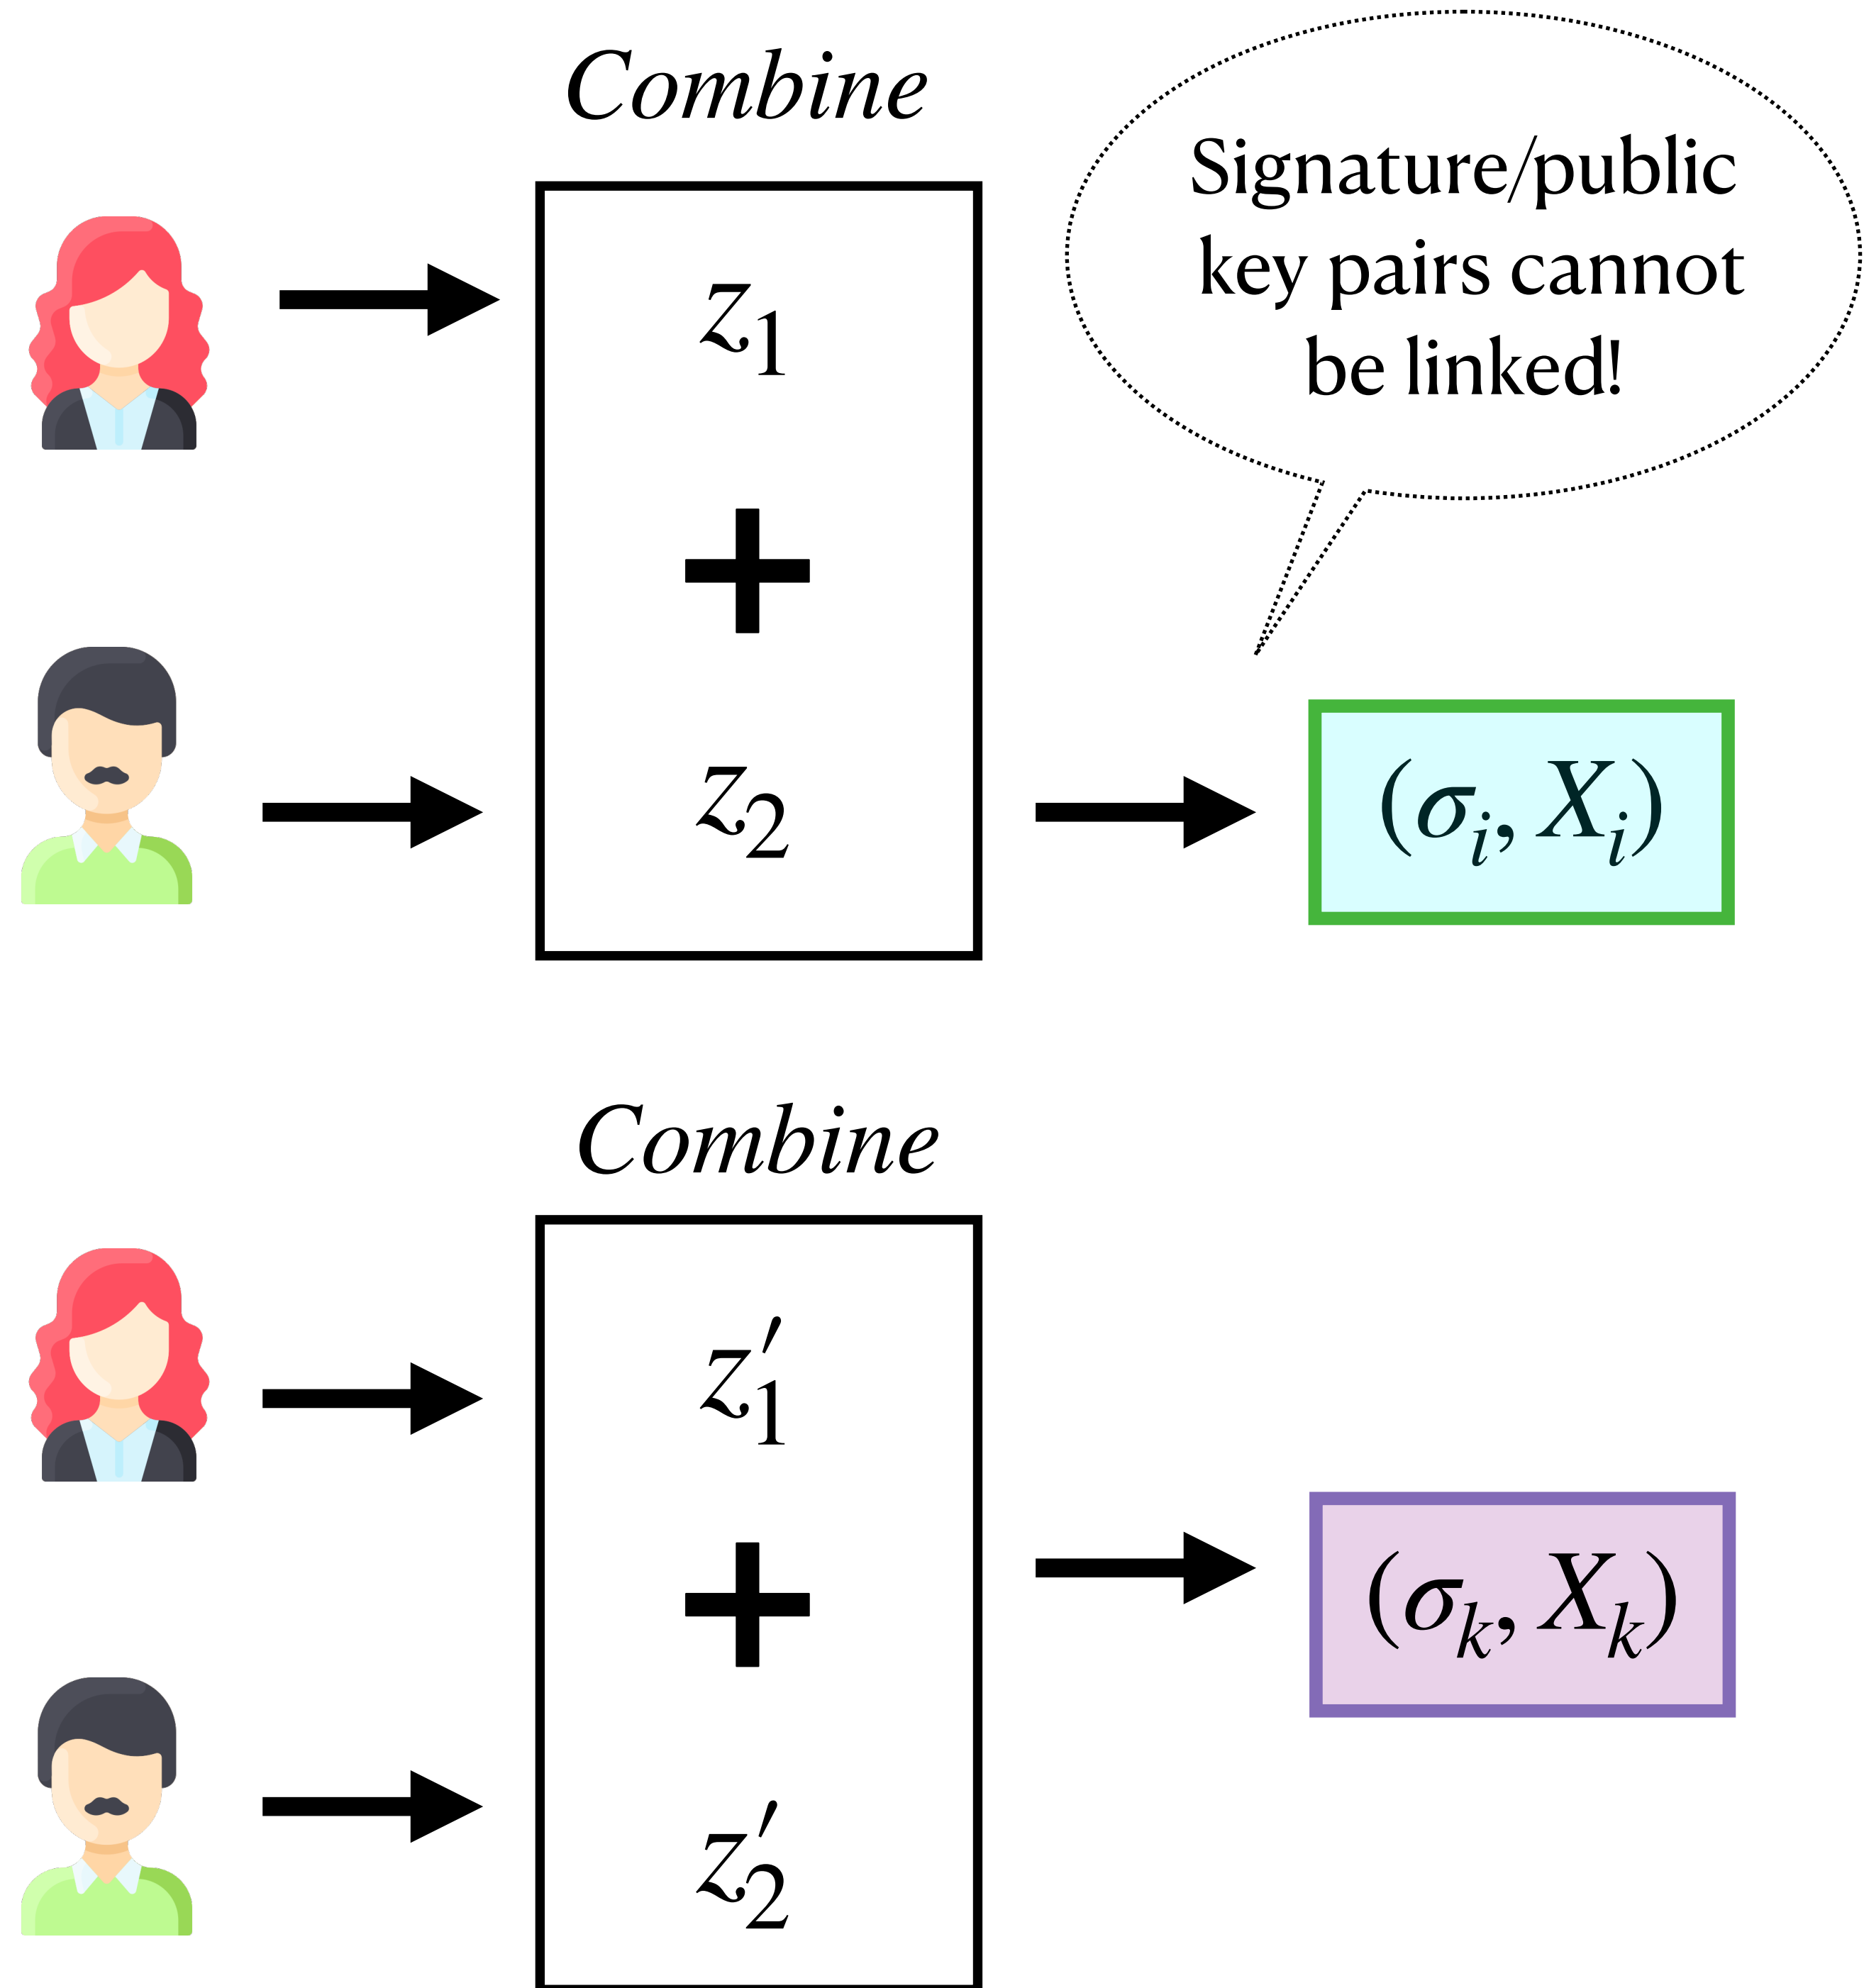 Combine
Signature/public
key pairs cannot
be linked!
z₁
+
z₂
(σᵢ, Xᵢ)
Combine
z′₁
+
z′₂
(σₖ, Xₖ)